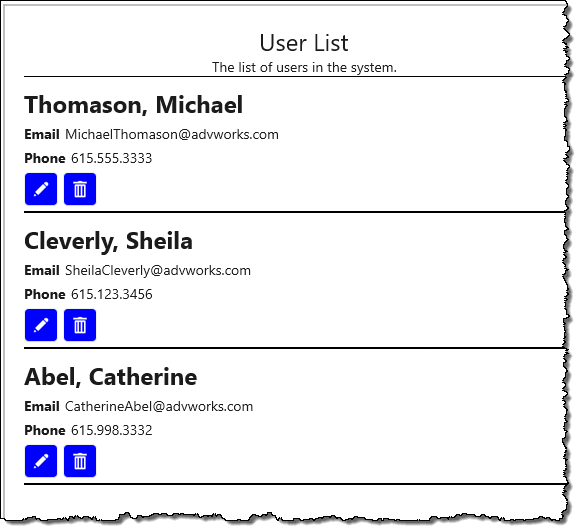 User List
The list of users in the system.
Thomason, Michael
Email MichaelThomason@advworks.com
Phone 615.555.3333
Cleverly, Sheila
Email SheilaCleverly@advworks.com
Phone 615.123.3456
Abel, Catherine
Email CatherineAbel@advworks.com
Phone 615.998.3332